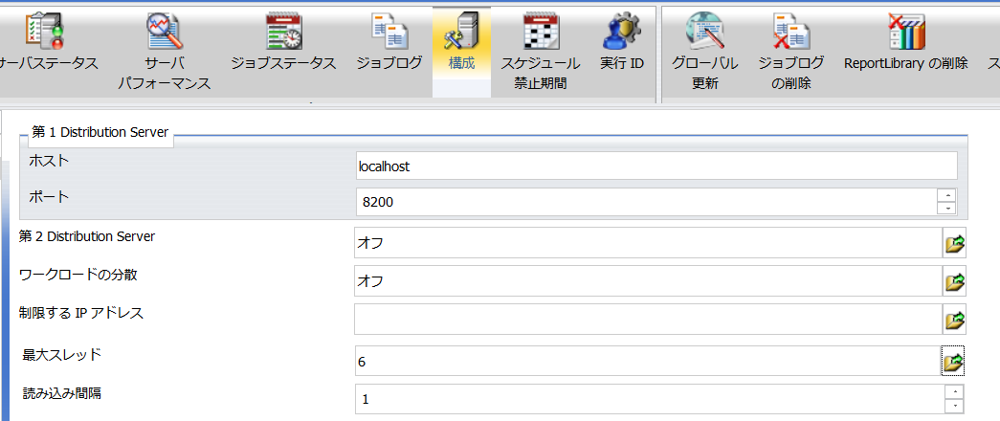 サーバステータス
サーバ
パフォーマンス
ジョブステータス
ジョブログ
構成
スケジュール
禁止期間
実行 ID
グローバル
更新
ジョブログ
の削除
ReportLibrary の削除
ス
第 1 Distribution Server
ホスト
localhost
ポート
8200
第 2 Distribution Server
オフ
ワークロードの分散
オフ
制限する IP アドレス
最大スレッド
6
読み込み間隔
1